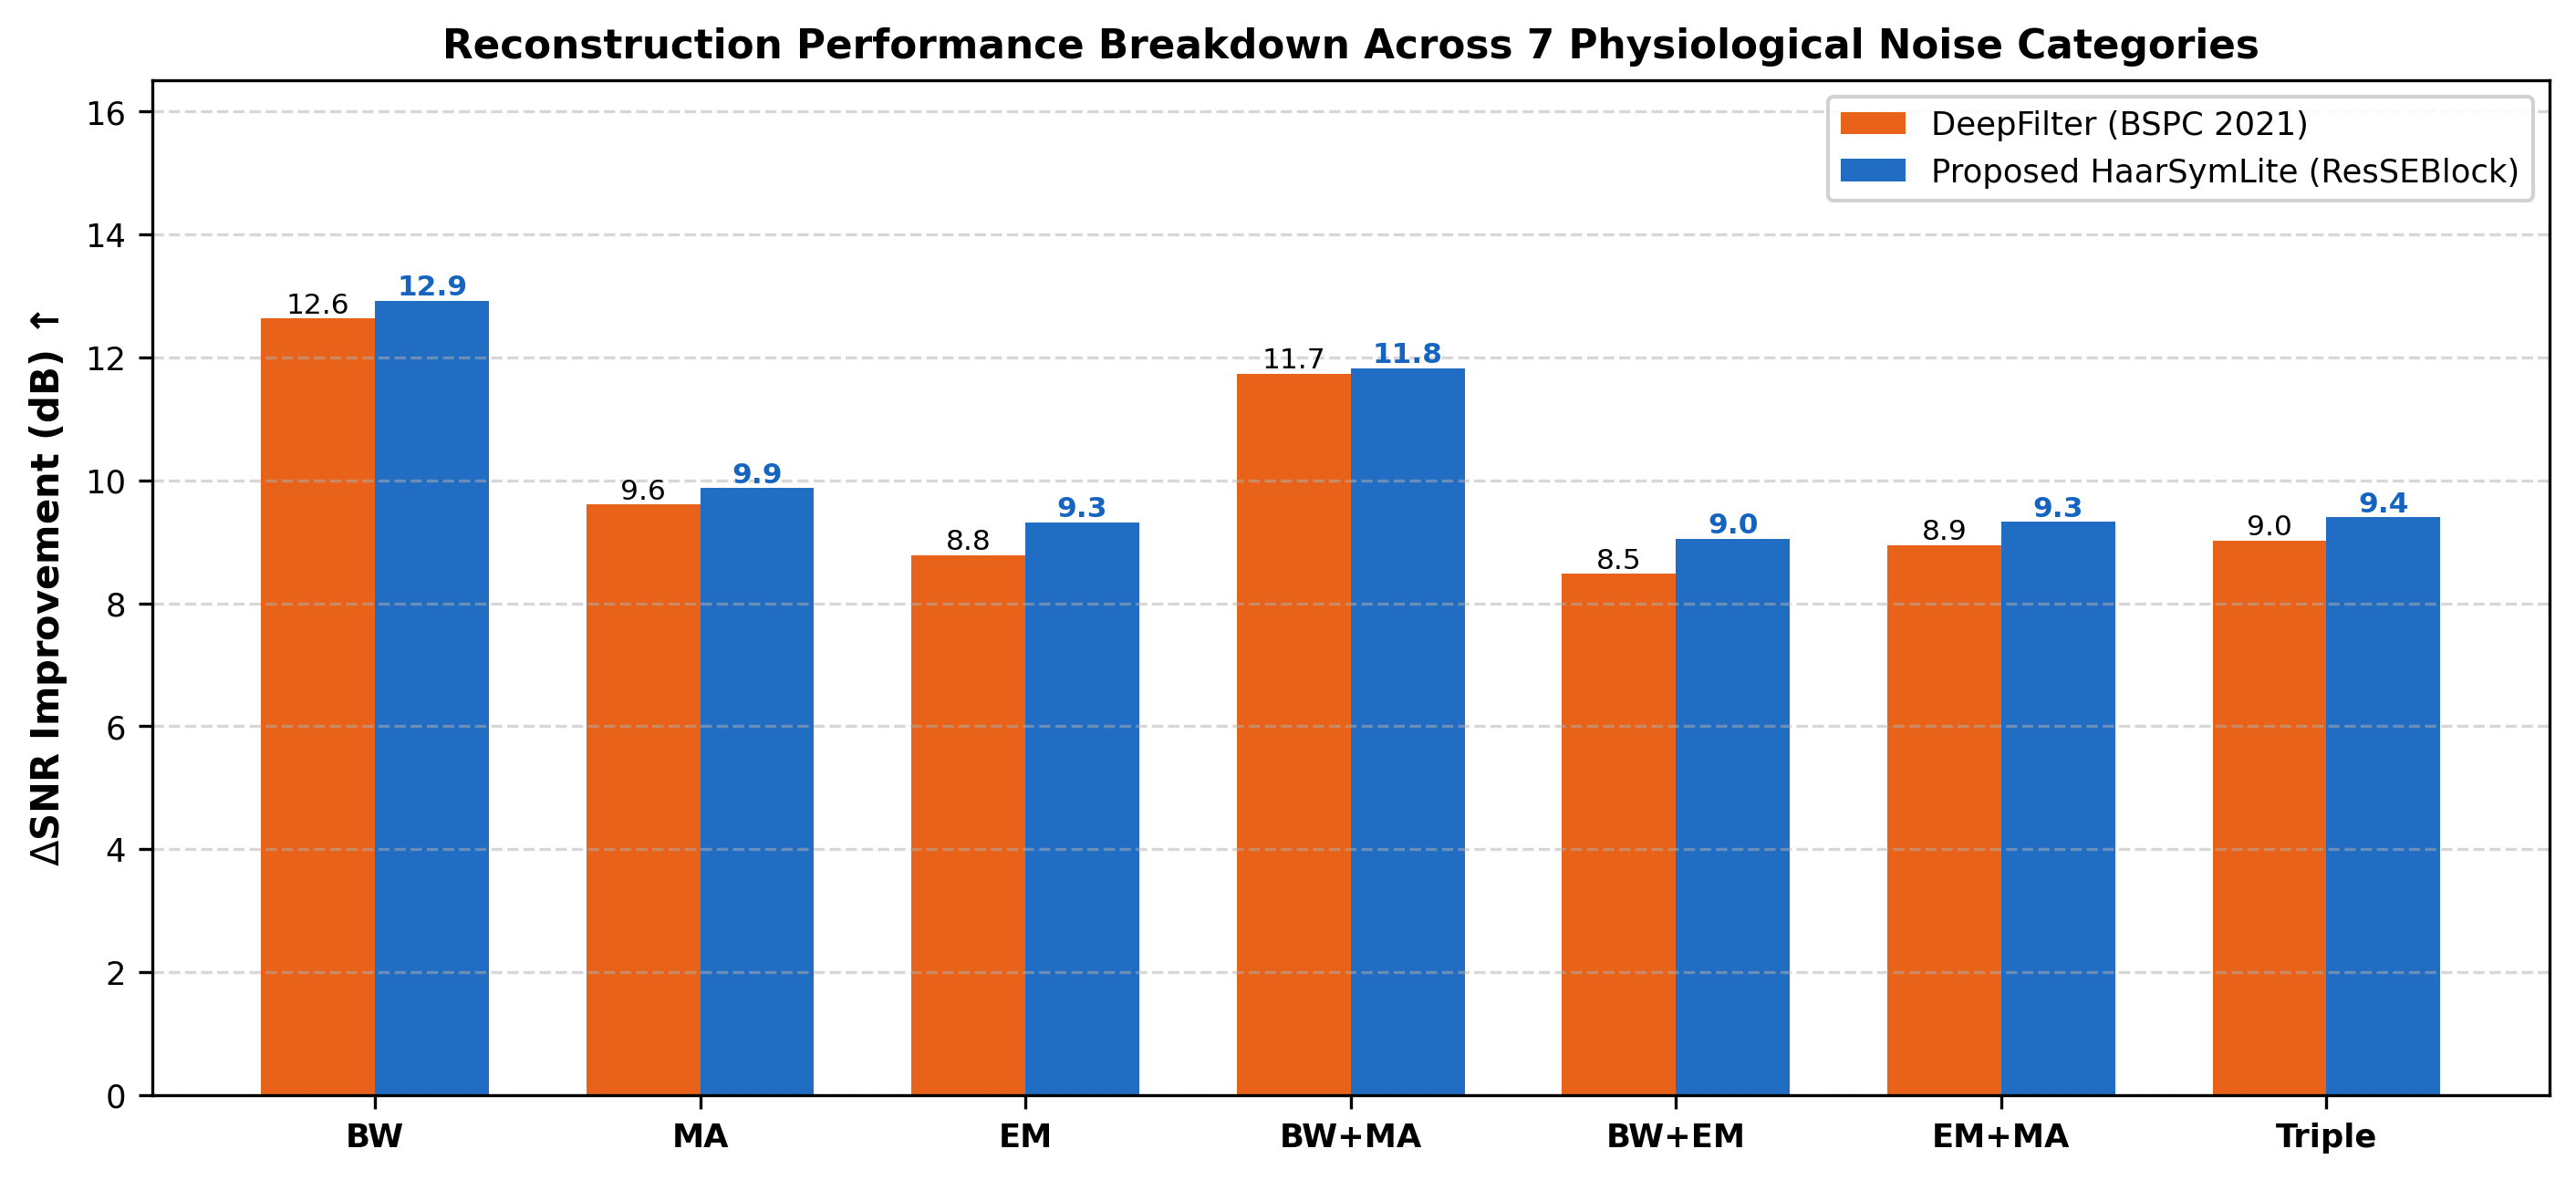 Reconstruction Performance Breakdown Across 7 Physiological Noise Categories
DeepFilter (BSPC 2021)
Proposed HaarSymLite (ResSEBlock)
ΔSNR Improvement (dB) ↑
16
14
12
10
8
6
4
2
0
12.6
12.9
9.6
9.9
8.8
9.3
11.7
11.8
8.5
9.0
8.9
9.3
9.0
9.4
BW
MA
EM
BW+MA
BW+EM
EM+MA
Triple